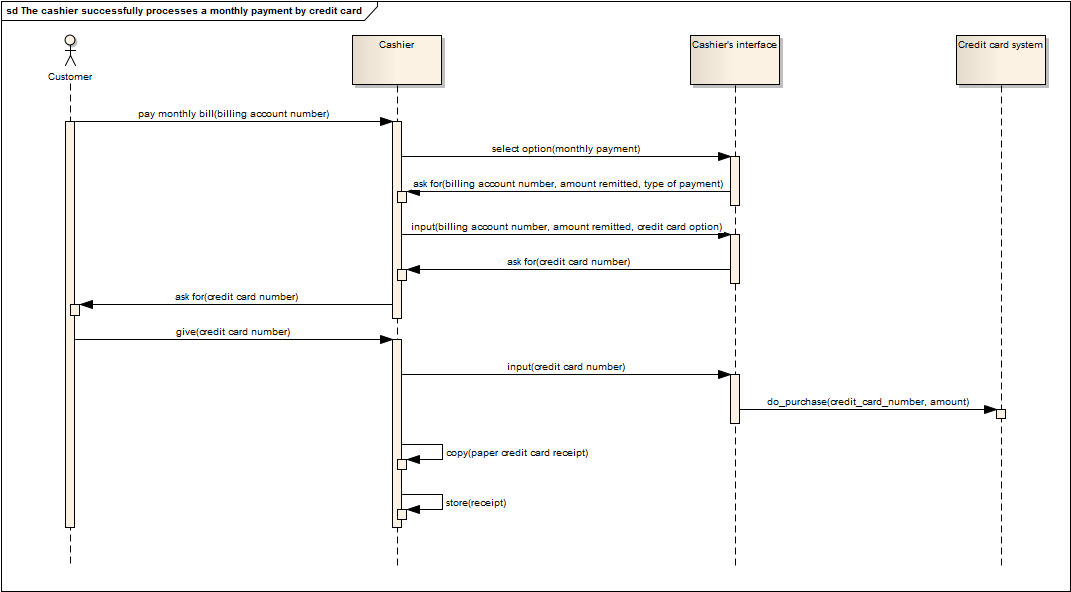 sd The cashier successfully processes a monthly payment by credit card
Customer
Cashier
Cashier's interface
Credit card system
pay monthly bill(billing account number)
select option(monthly payment)
ask for(billing account number, amount remitted, type of payment)
input(billing account number, amount remitted, credit card option)
ask for(credit card number)
ask for(credit card number)
give(credit card number)
input(credit card number)
do_purchase(credit_card_number, amount)
copy(paper credit card receipt)
store(receipt)